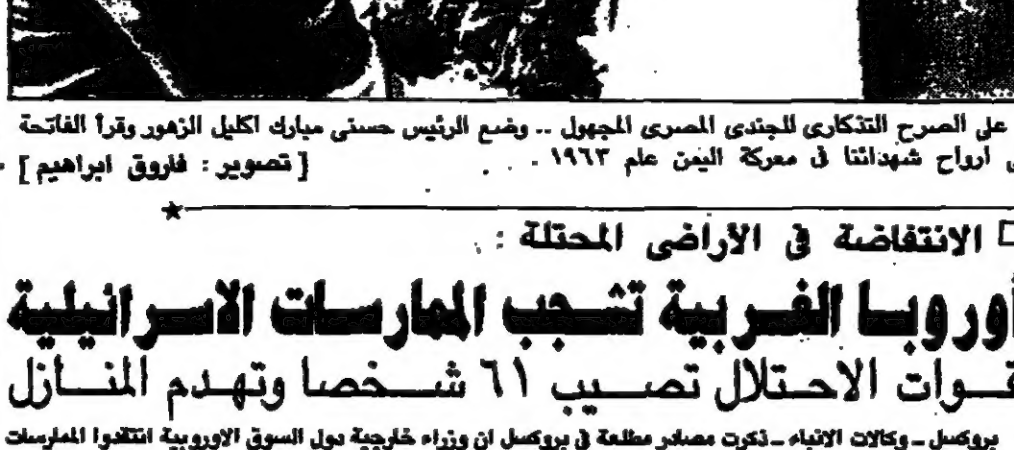 على الصرح التذكارى للجندى المصرى المجهول .. وضع الرئيس حسنى مبارك اكليل الزهور وقرأ الفاتحة
ارواح شهدائنا فى معركة اليمن عام ١٩٦٣ . [ تصوير : فاروق ابراهيم ]
الانتفاضة فى الأراضى المحتلة :
أوروبا الغربية تشجب الممارسات الاسرائيلية
قوات الاحتلال تصيب ٦١ شخصا وتهدم المنازل
بروكسل ـ وكالات الانباء ـ ذكرت مصادر مطلعة فى بروكسل ان وزراء خارجية دول السوق الاوروبية انتقدوا الممارسات